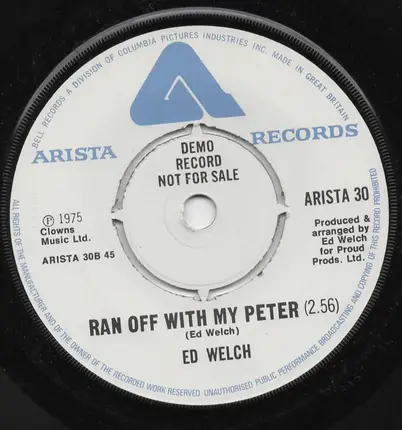 BELL RECORDS A DIVISION OF COLUMBIA PICTURES INDUSTRIES INC. MADE IN GREAT BRITAIN
ARISTA RECORDS
DEMO
RECORD
NOT FOR SALE
ARISTA 30
Ⓟ 1975
Clowns
Music Ltd.
ARISTA 30B 45
Produced &
arranged by
Ed Welch
for Proud
Prods. Ltd.
RAN OFF WITH MY PETER (2.56)
(Ed Welch)
ED WELCH
ALL RIGHTS OF THE MANUFACTURER AND OF THE OWNER OF THE RECORDED WORK RESERVED UNAUTHORISED PUBLIC PERFORMANCE BROADCASTING AND COPYING OF THIS RECORD PROHIBITED